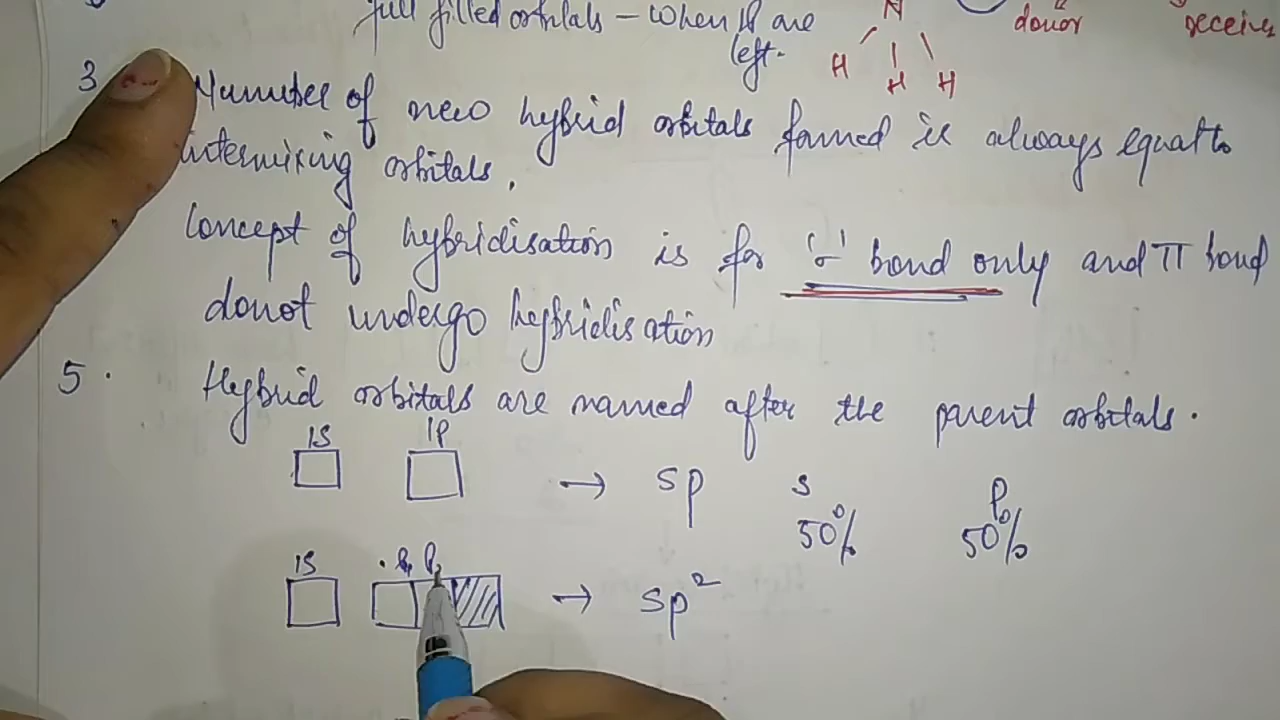 full filled orbitals – when lp are
left.
N
H H H
donor
3
Number of new hybrid orbitals formed is always equal to
intermixing orbitals.
Concept of hybridisation is for 'σ' bond only and π bond
donot undergo hybridisation
5. Hybrid orbitals are named after the parent orbitals.
1S 1P
→ sp S P
50% 50%
1S
→ sp²